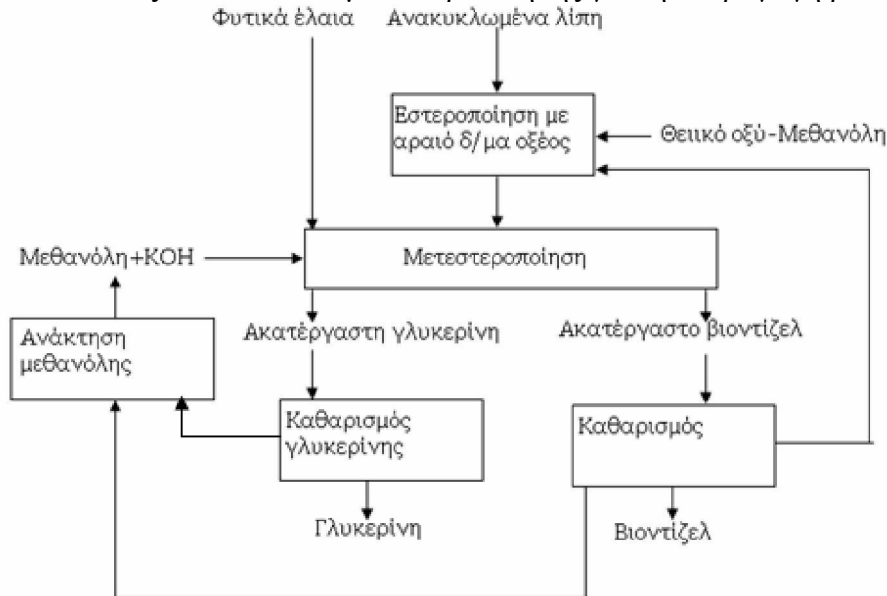 Φυτικά έλαια
Ανακυκλωμένα λίπη
Εστεροποίηση με
αραιό δ/μα οξέος
Θειικό οξύ-Μεθανόλη
Μεθανόλη+ΚΟΗ
Μετεστεροποίηση
Ανάκτηση
μεθανόλης
Ακατέργαστη γλυκερίνη
Ακατέργαστο βιοντίζελ
Καθαρισμός
γλυκερίνης
Καθαρισμός
Γλυκερίνη
Βιοντίζελ